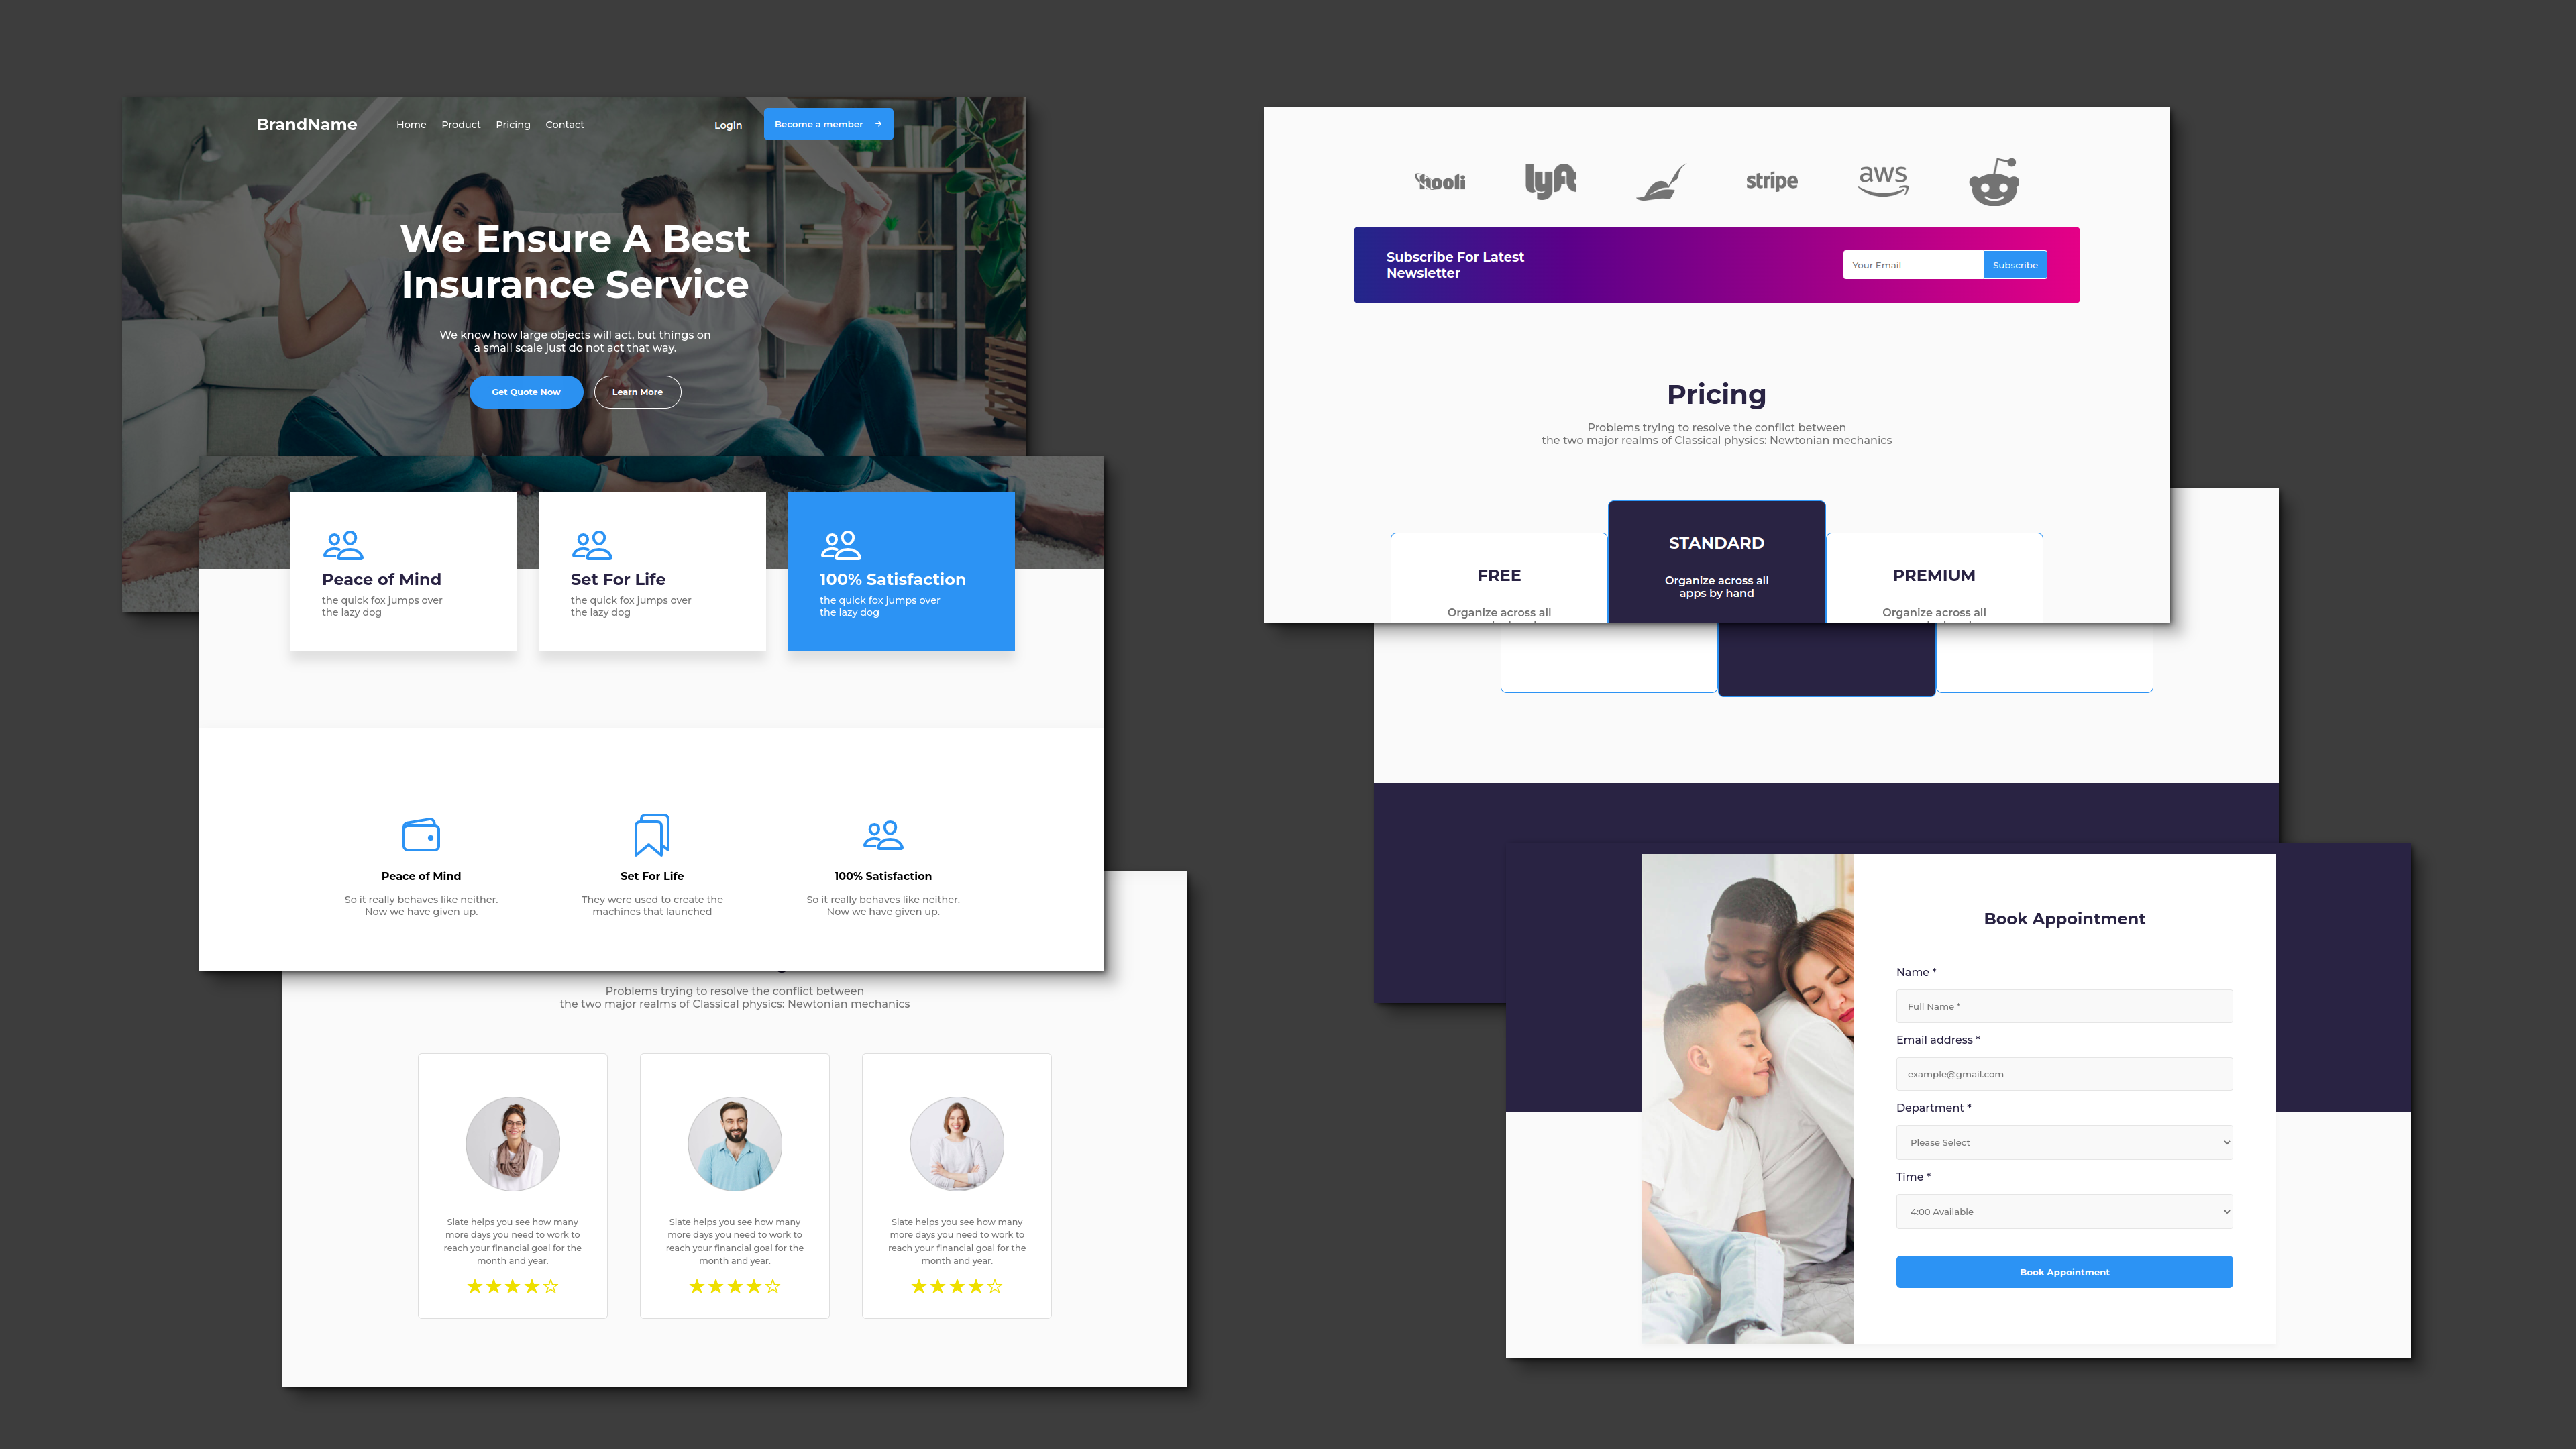 BrandName
Home Product Pricing Contact
Login
Become a member
We Ensure A Best
Insurance Service
We know how large objects will act, but things on
a small scale just do not act that way.
Get Quote Now
Learn More
Peace of Mind
the quick fox jumps over
the lazy dog
Set For Life
the quick fox jumps over
the lazy dog
100% Satisfaction
the quick fox jumps over
the lazy dog
Peace of Mind
So it really behaves like neither.
Now we have given up.
Set For Life
They were used to create the
machines that launched
100% Satisfaction
So it really behaves like neither.
Now we have given up.
Problems trying to resolve the conflict between
the two major realms of Classical physics: Newtonian mechanics
Slate helps you see how many
more days you need to work to
reach your financial goal for the
month and year.
Slate helps you see how many
more days you need to work to
reach your financial goal for the
month and year.
Slate helps you see how many
more days you need to work to
reach your financial goal for the
month and year.
hooli
lyft
stripe
aws
Subscribe For Latest
Newsletter
Your Email
Subscribe
Pricing
Problems trying to resolve the conflict between
the two major realms of Classical physics: Newtonian mechanics
FREE
Organize across all
STANDARD
Organize across all
apps by hand
PREMIUM
Organize across all
Book Appointment
Name *
Full Name *
Email address *
example@gmail.com
Department *
Please Select
Time *
4:00 Available
Book Appointment